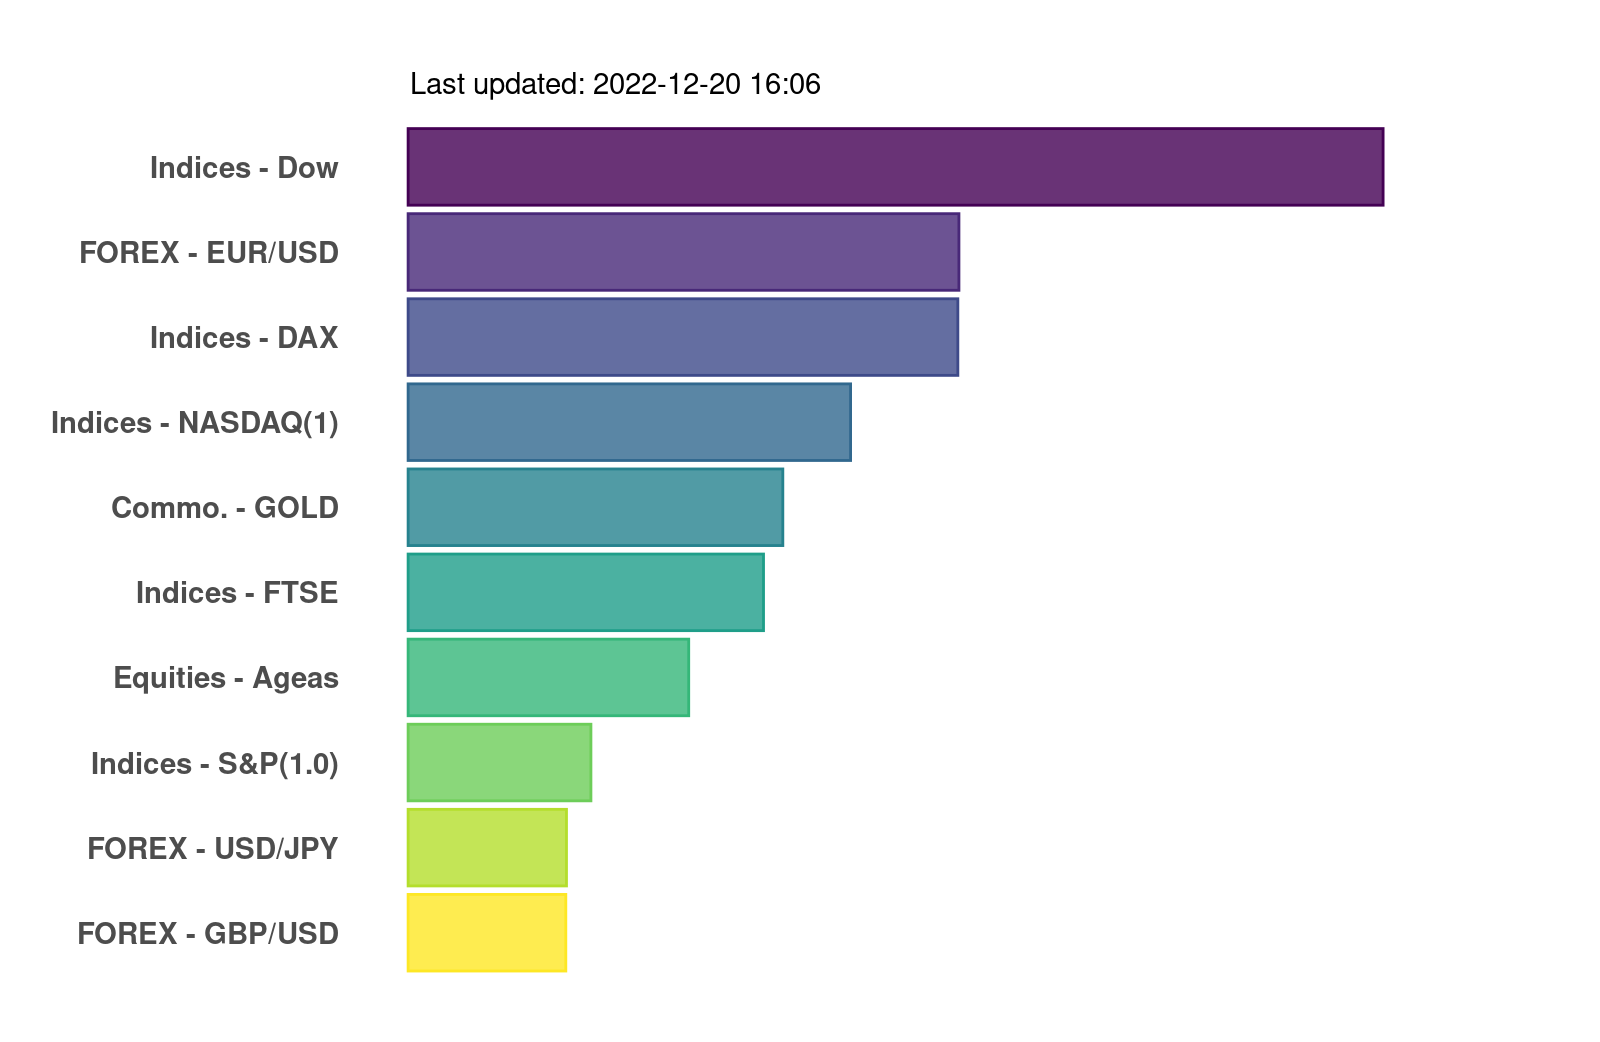 Last updated: 2022-12-20 16:06
Indices - Dow
FOREX - EUR/USD
Indices - DAX
Indices - NASDAQ(1)
Commo. - GOLD
Indices - FTSE
Equities - Ageas
Indices - S&P(1.0)
FOREX - USD/JPY
FOREX - GBP/USD